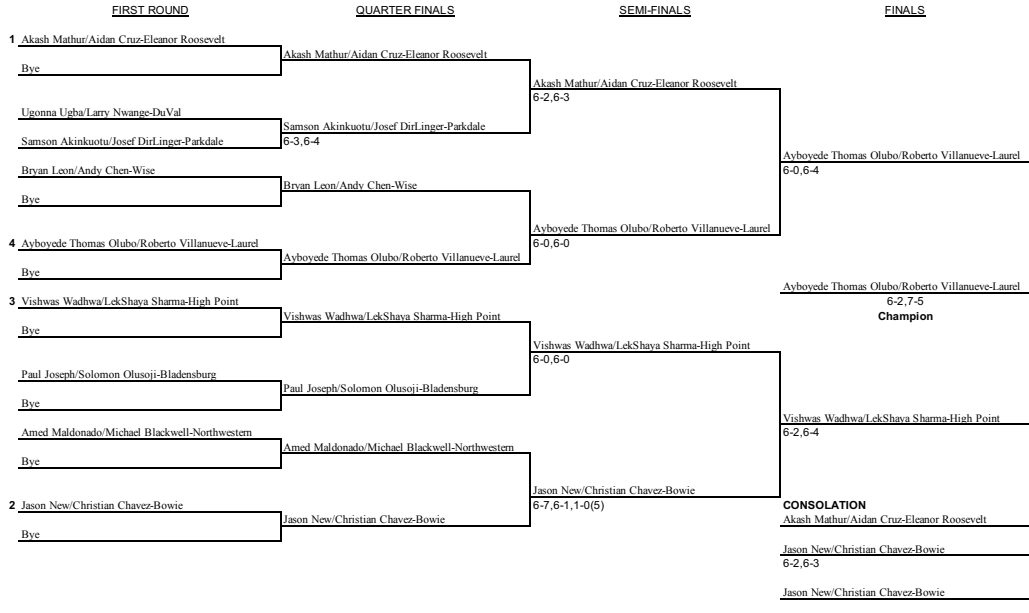 FIRST ROUND
QUARTER FINALS
SEMI-FINALS
FINALS
1 Akash Mathur/Aidan Cruz-Eleanor Roosevelt
Bye
Ugonna Ugba/Larry Nwange-DuVal
Samson Akinkuotu/Josef DirLinger-Parkdale
Bryan Leon/Andy Chen-Wise
Bye
4 Ayboyede Thomas Olubo/Roberto Villanueve-Laurel
Bye
3 Vishwas Wadhwa/LekShaya Sharma-High Point
Bye
Paul Joseph/Solomon Olusoji-Bladensburg
Bye
Amed Maldonado/Michael Blackwell-Northwestern
Bye
2 Jason New/Christian Chavez-Bowie
Bye
Akash Mathur/Aidan Cruz-Eleanor Roosevelt
Samson Akinkuotu/Josef DirLinger-Parkdale
6-3,6-4
Bryan Leon/Andy Chen-Wise
Ayboyede Thomas Olubo/Roberto Villanueve-Laurel
Vishwas Wadhwa/LekShaya Sharma-High Point
Paul Joseph/Solomon Olusoji-Bladensburg
Amed Maldonado/Michael Blackwell-Northwestern
Jason New/Christian Chavez-Bowie
Akash Mathur/Aidan Cruz-Eleanor Roosevelt
6-2,6-3
Ayboyede Thomas Olubo/Roberto Villanueve-Laurel
6-0,6-0
Vishwas Wadhwa/LekShaya Sharma-High Point
6-0,6-0
Jason New/Christian Chavez-Bowie
6-7,6-1,1-0(5)
Ayboyede Thomas Olubo/Roberto Villanueve-Laurel
6-0,6-4
Ayboyede Thomas Olubo/Roberto Villanueve-Laurel
6-2,7-5
Champion
Vishwas Wadhwa/LekShaya Sharma-High Point
6-2,6-4
CONSOLATION
Akash Mathur/Aidan Cruz-Eleanor Roosevelt
Jason New/Christian Chavez-Bowie
6-2,6-3
Jason New/Christian Chavez-Bowie